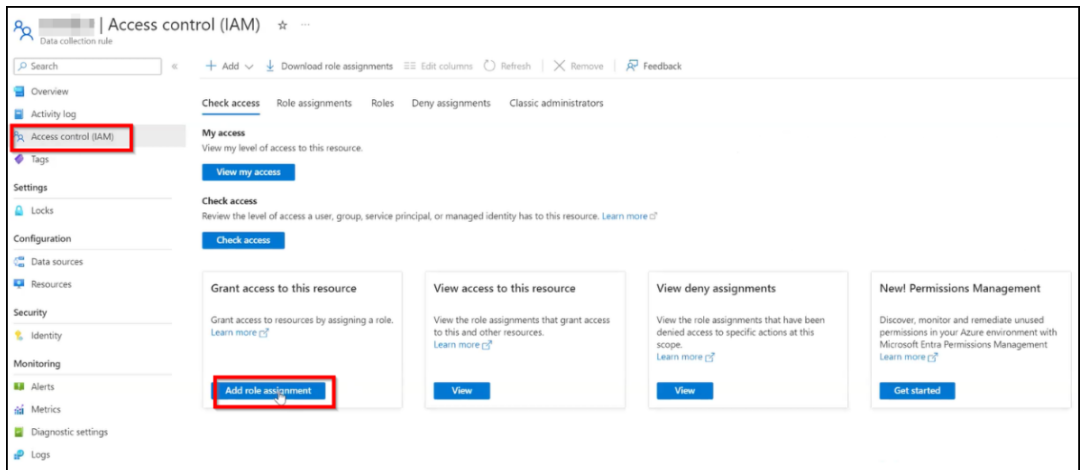 | Access control (IAM)
Data collection rule
Search
Add
Download role assignments
Edit columns
Refresh
Remove
Feedback
Overview
Activity log
Access control (IAM)
Tags
Settings
Locks
Configuration
Data sources
Resources
Security
Identity
Monitoring
Alerts
Metrics
Diagnostic settings
Logs
Check access
Role assignments
Roles
Deny assignments
Classic administrators
My access
View my level of access to this resource.
View my access
Check access
Review the level of access a user, group, service principal, or managed identity has to this resource. Learn more
Check access
Grant access to this resource
Grant access to resources by assigning a role.
Learn more
Add role assignment
View access to this resource
View the role assignments that grant access
to this and other resources.
Learn more
View
View deny assignments
View the role assignments that have been
denied access to specific actions at this
scope.
Learn more
View
New! Permissions Management
Discover, monitor and remediate unused
permissions in your Azure environment with
Microsoft Entra Permissions Management
Learn more
Get started